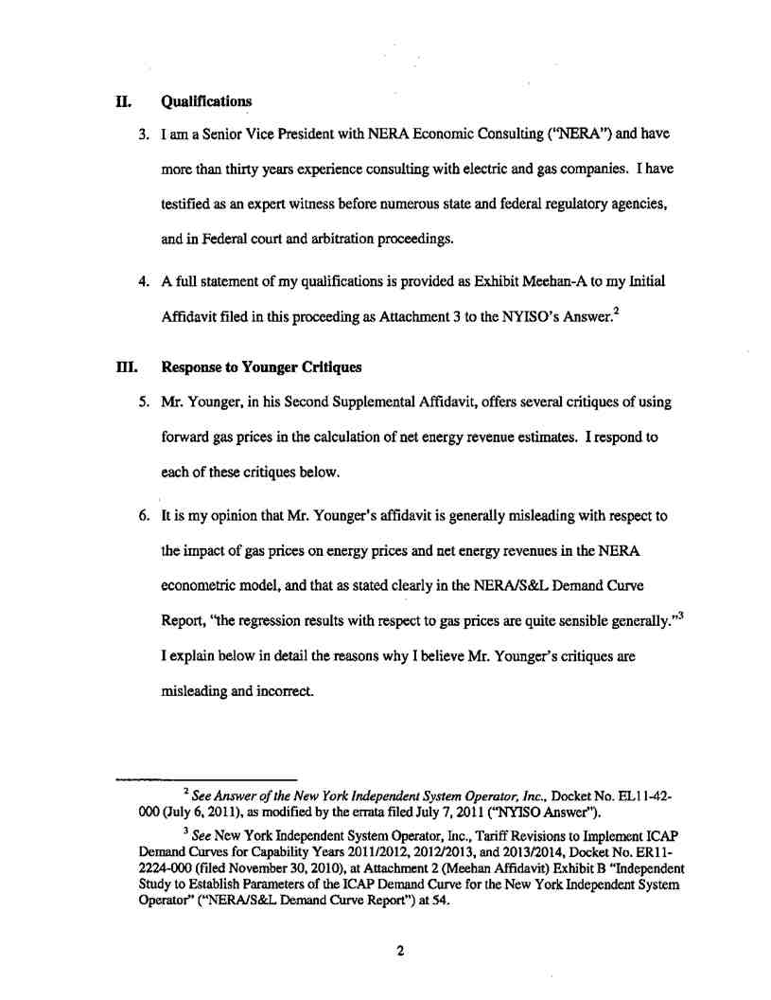 II. Qualifications
3. I am a Senior Vice President with NERA Economic Consulting (“NERA”) and have
more than thirty years experience consulting with electric and gas companies. I have
testified as an expert witness before numerous state and federal regulatory agencies,
and in Federal court and arbitration proceedings.
4. A full statement of my qualifications is provided as Exhibit Meehan-A to my Initial
Affidavit filed in this proceeding as Attachment 3 to the NYISO’s Answer.2
III. Response to Younger Critiques
5. Mr. Younger, in his Second Supplemental Affidavit, offers several critiques of using
forward gas prices in the calculation of net energy revenue estimates. I respond to
each of these critiques below.
6. It is my opinion that Mr. Younger’s affidavit is generally misleading with respect to
the impact of gas prices on energy prices and net energy revenues in the NERA
econometric model, and that as stated clearly in the NERA/S&L Demand Curve
Report, “the regression results with respect to gas prices are quite sensible generally.”3
I explain below in detail the reasons why I believe Mr. Younger’s critiques are
misleading and incorrect.
2 See Answer of the New York Independent System Operator, Inc., Docket No. EL11-42-
000 (July 6, 2011), as modified by the errata filed July 7, 2011 (“NYISO Answer”).
3 See New York Independent System Operator, Inc., Tariff Revisions to Implement ICAP
Demand Curves for Capability Years 2011/2012, 2012/2013, and 2013/2014, Docket No. ER11-
2224-000 (filed November 30, 2010), at Attachment 2 (Meehan Affidavit) Exhibit B “Independent
Study to Establish Parameters of the ICAP Demand Curve for the New York Independent System
Operator” (“NERA/S&L Demand Curve Report”) at 54.
2